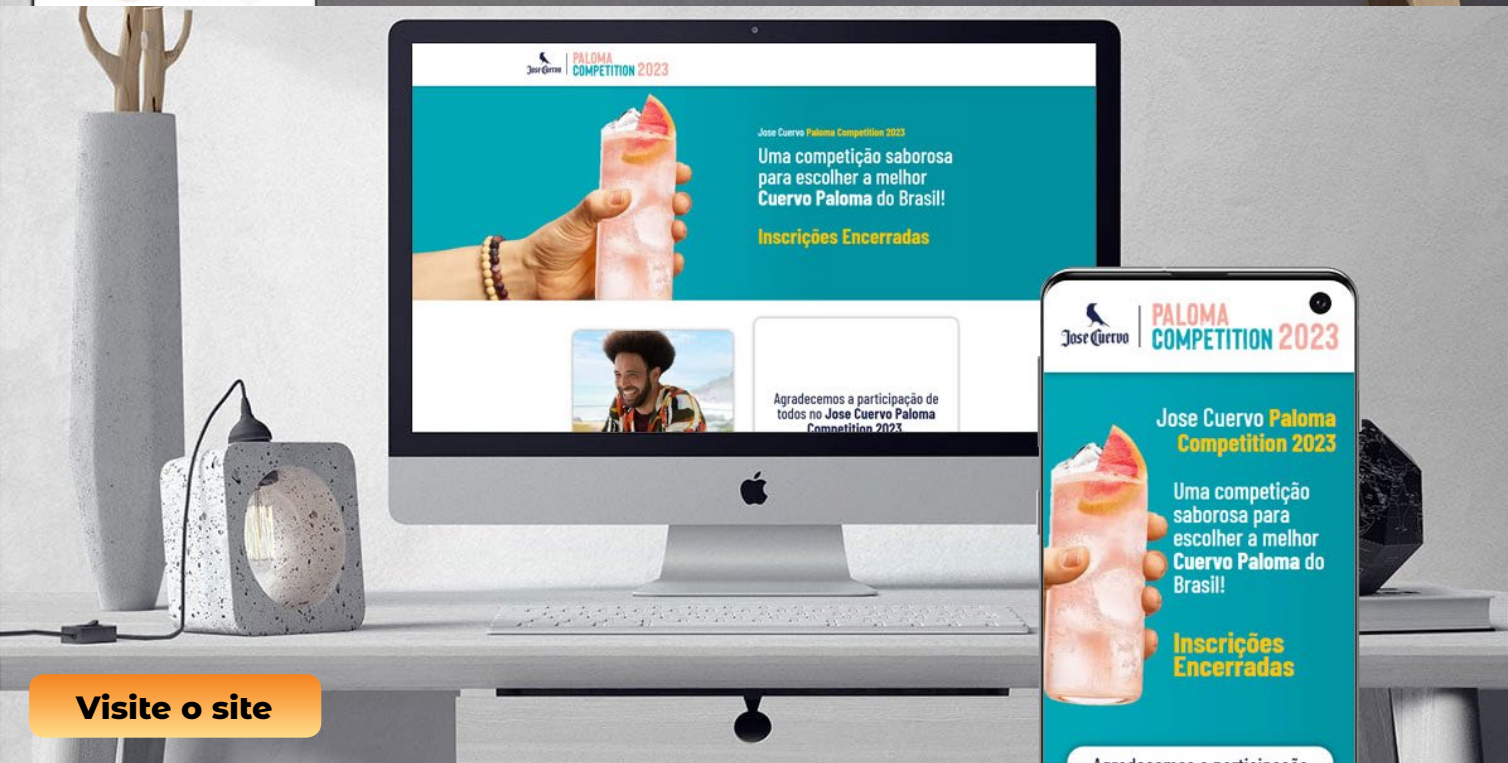 Jose Cuervo
PALOMA
COMPETITION 2023
Jose Cuervo Paloma Competition 2023
Uma competição saborosa
para escolher a melhor
Cuervo Paloma do Brasil!
Inscrições Encerradas
Agradecemos a participação de
todos no Jose Cuervo Paloma
Competition 2023.
Jose Cuervo
PALOMA
COMPETITION 2023
Jose Cuervo Paloma
Competition 2023
Uma competição
saborosa para
escolher a melhor
Cuervo Paloma do
Brasil!
Inscrições
Encerradas
Agradecemos a participação
Visite o site